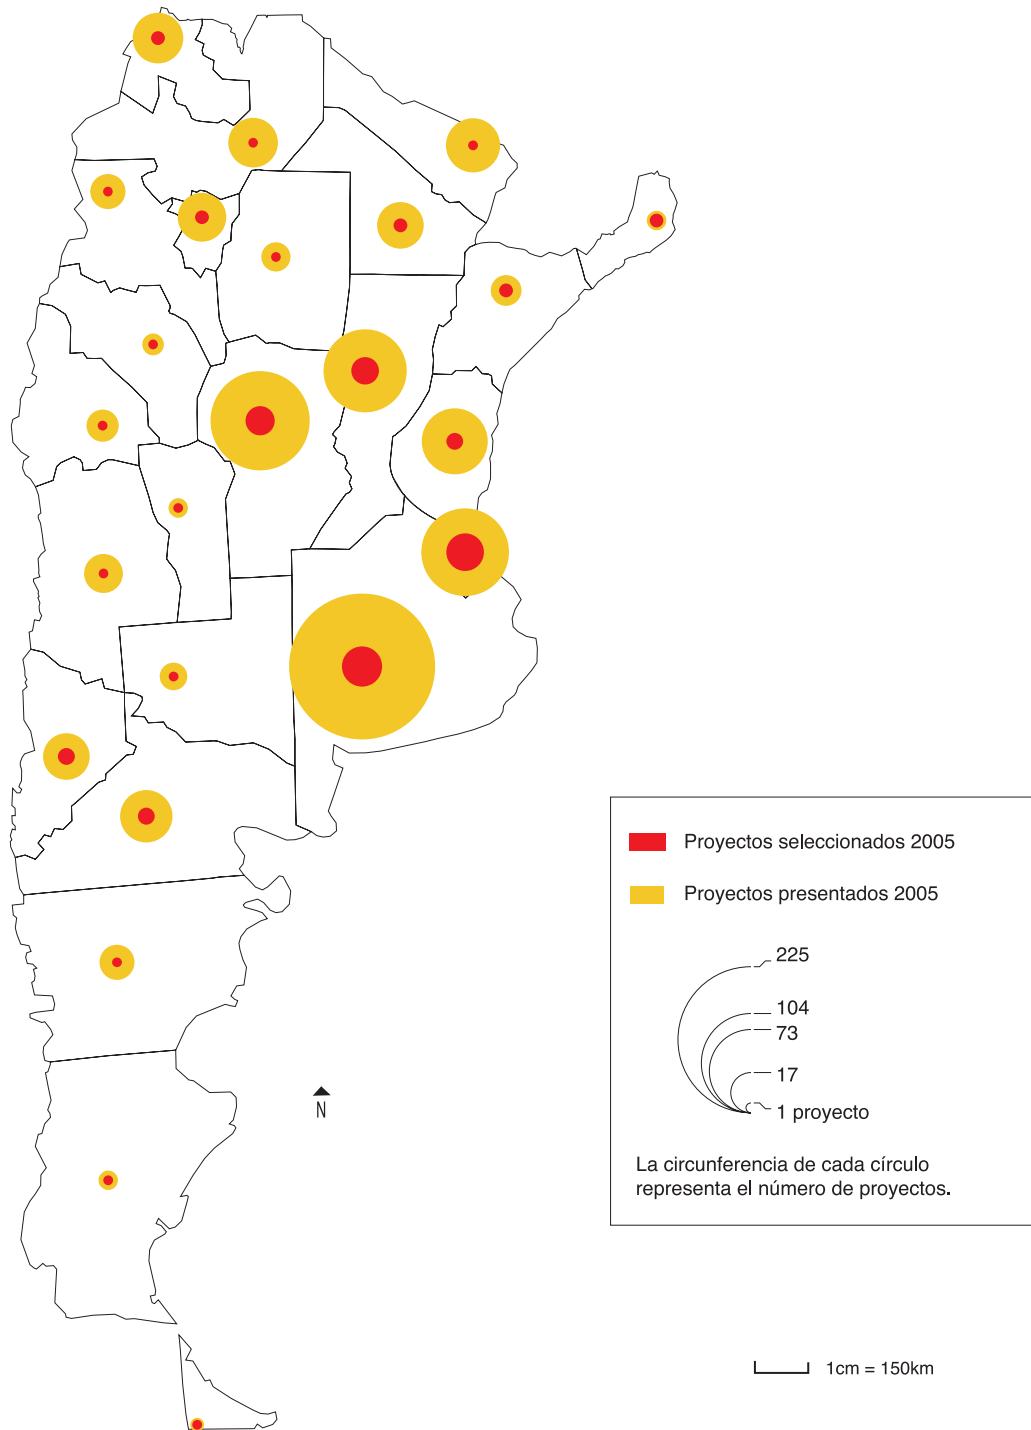 Proyectos seleccionados 2005
Proyectos presentados 2005
225
104
73
17
1 proyecto
La circunferencia de cada círculo
representa el número de proyectos.
N
1cm = 150km